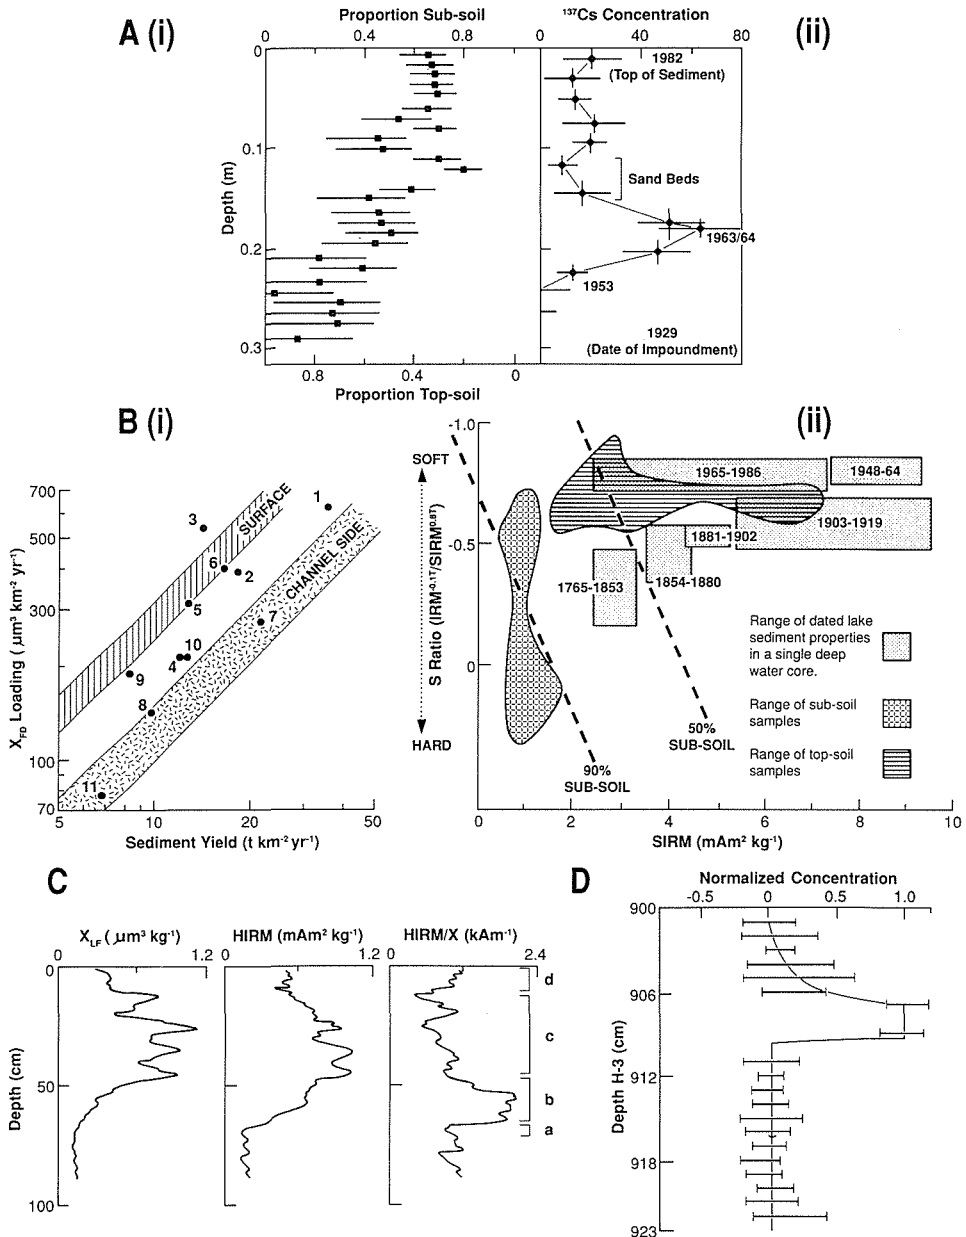 A (i)
Proportion Sub-soil
0 0.4 0.8
0
0.1
0.2
0.3
Depth (m)
0.8 0.4 0
Proportion Top-soil
(ii)
¹³⁷Cs Concentration
0 40 80
1982
(Top of Sediment)
Sand Beds
1963/64
1953
1929
(Date of Impoundment)
B (i)
700
500
300
100
70
X_FD Loading (μm³ km⁻² yr⁻¹)
SURFACE
CHANNEL SIDE
1
3
6
2
5
7
10
4
9
8
11
5 10 20 50
Sediment Yield (t km⁻² yr⁻¹)
(ii)
-1.0
-0.5
0
SOFT
HARD
S Ratio (IRM⁻⁰·¹ᵀ/SIRM⁰·⁸ᵀ)
1965-1986
1948-64
1903-1919
1881-1902
1854-1880
1765-1853
Range of dated lake
sediment properties
in a single deep
water core.
Range of sub-soil
samples
Range of top-soil
samples
50%
SUB-SOIL
90%
SUB-SOIL
0 2 4 6 8 10
SIRM (mAm² kg⁻¹)
C
X_LF (μm³ kg⁻¹)
0 1.2
HIRM (mAm² kg⁻¹)
0 1.2
HIRM/X (kAm⁻¹)
0 2.4
0
50
100
Depth (cm)
d
c
b
a
D
Normalized Concentration
-0.5 0 0.5 1.0
900
906
912
918
923
Depth H-3 (cm)